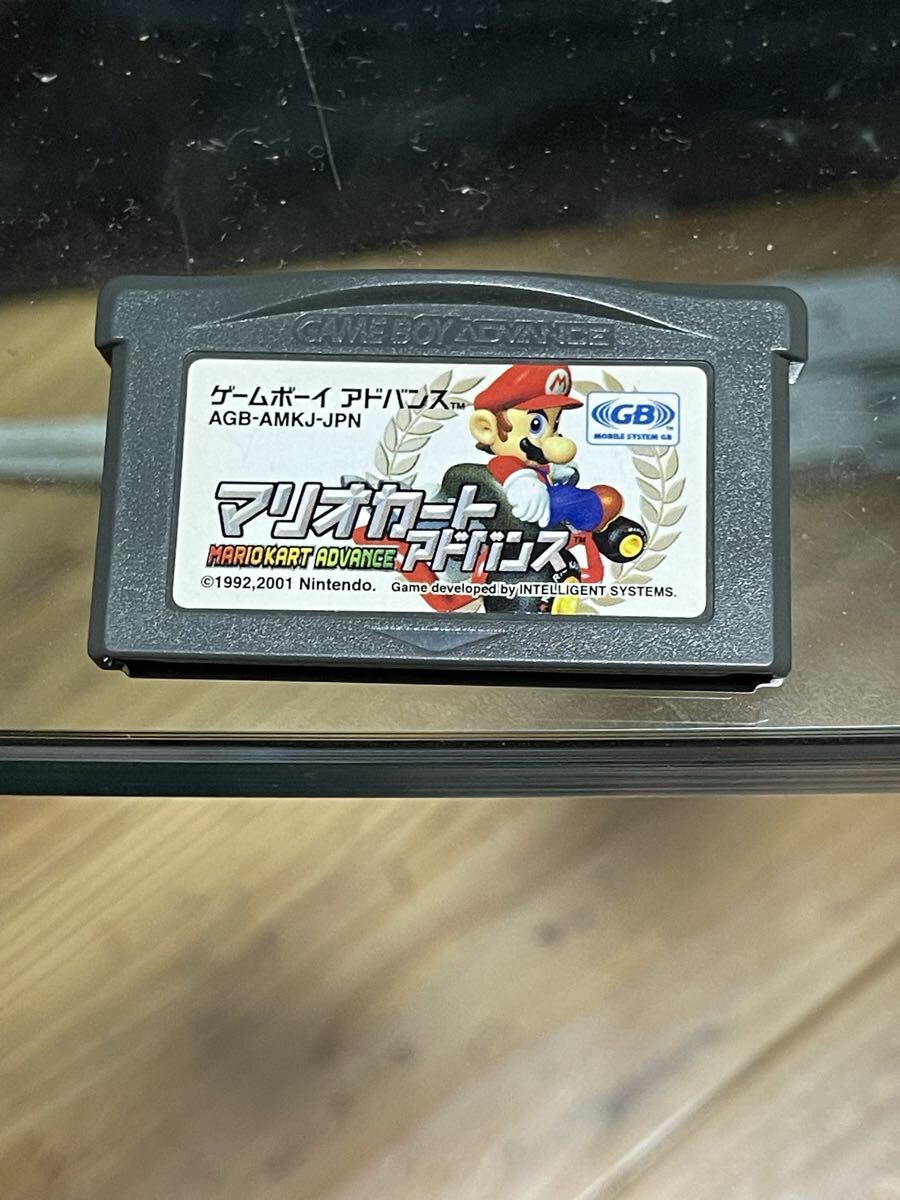 GAME BOY ADVANCE
ゲームボーイ アドバンス™
AGB-AMKJ-JPN
GB™
MOBILE SYSTEM GB
M
マリオカート
MARIO KART ADVANCE アドバンス™
©1992,2001 Nintendo. Game developed by INTELLIGENT SYSTEMS.